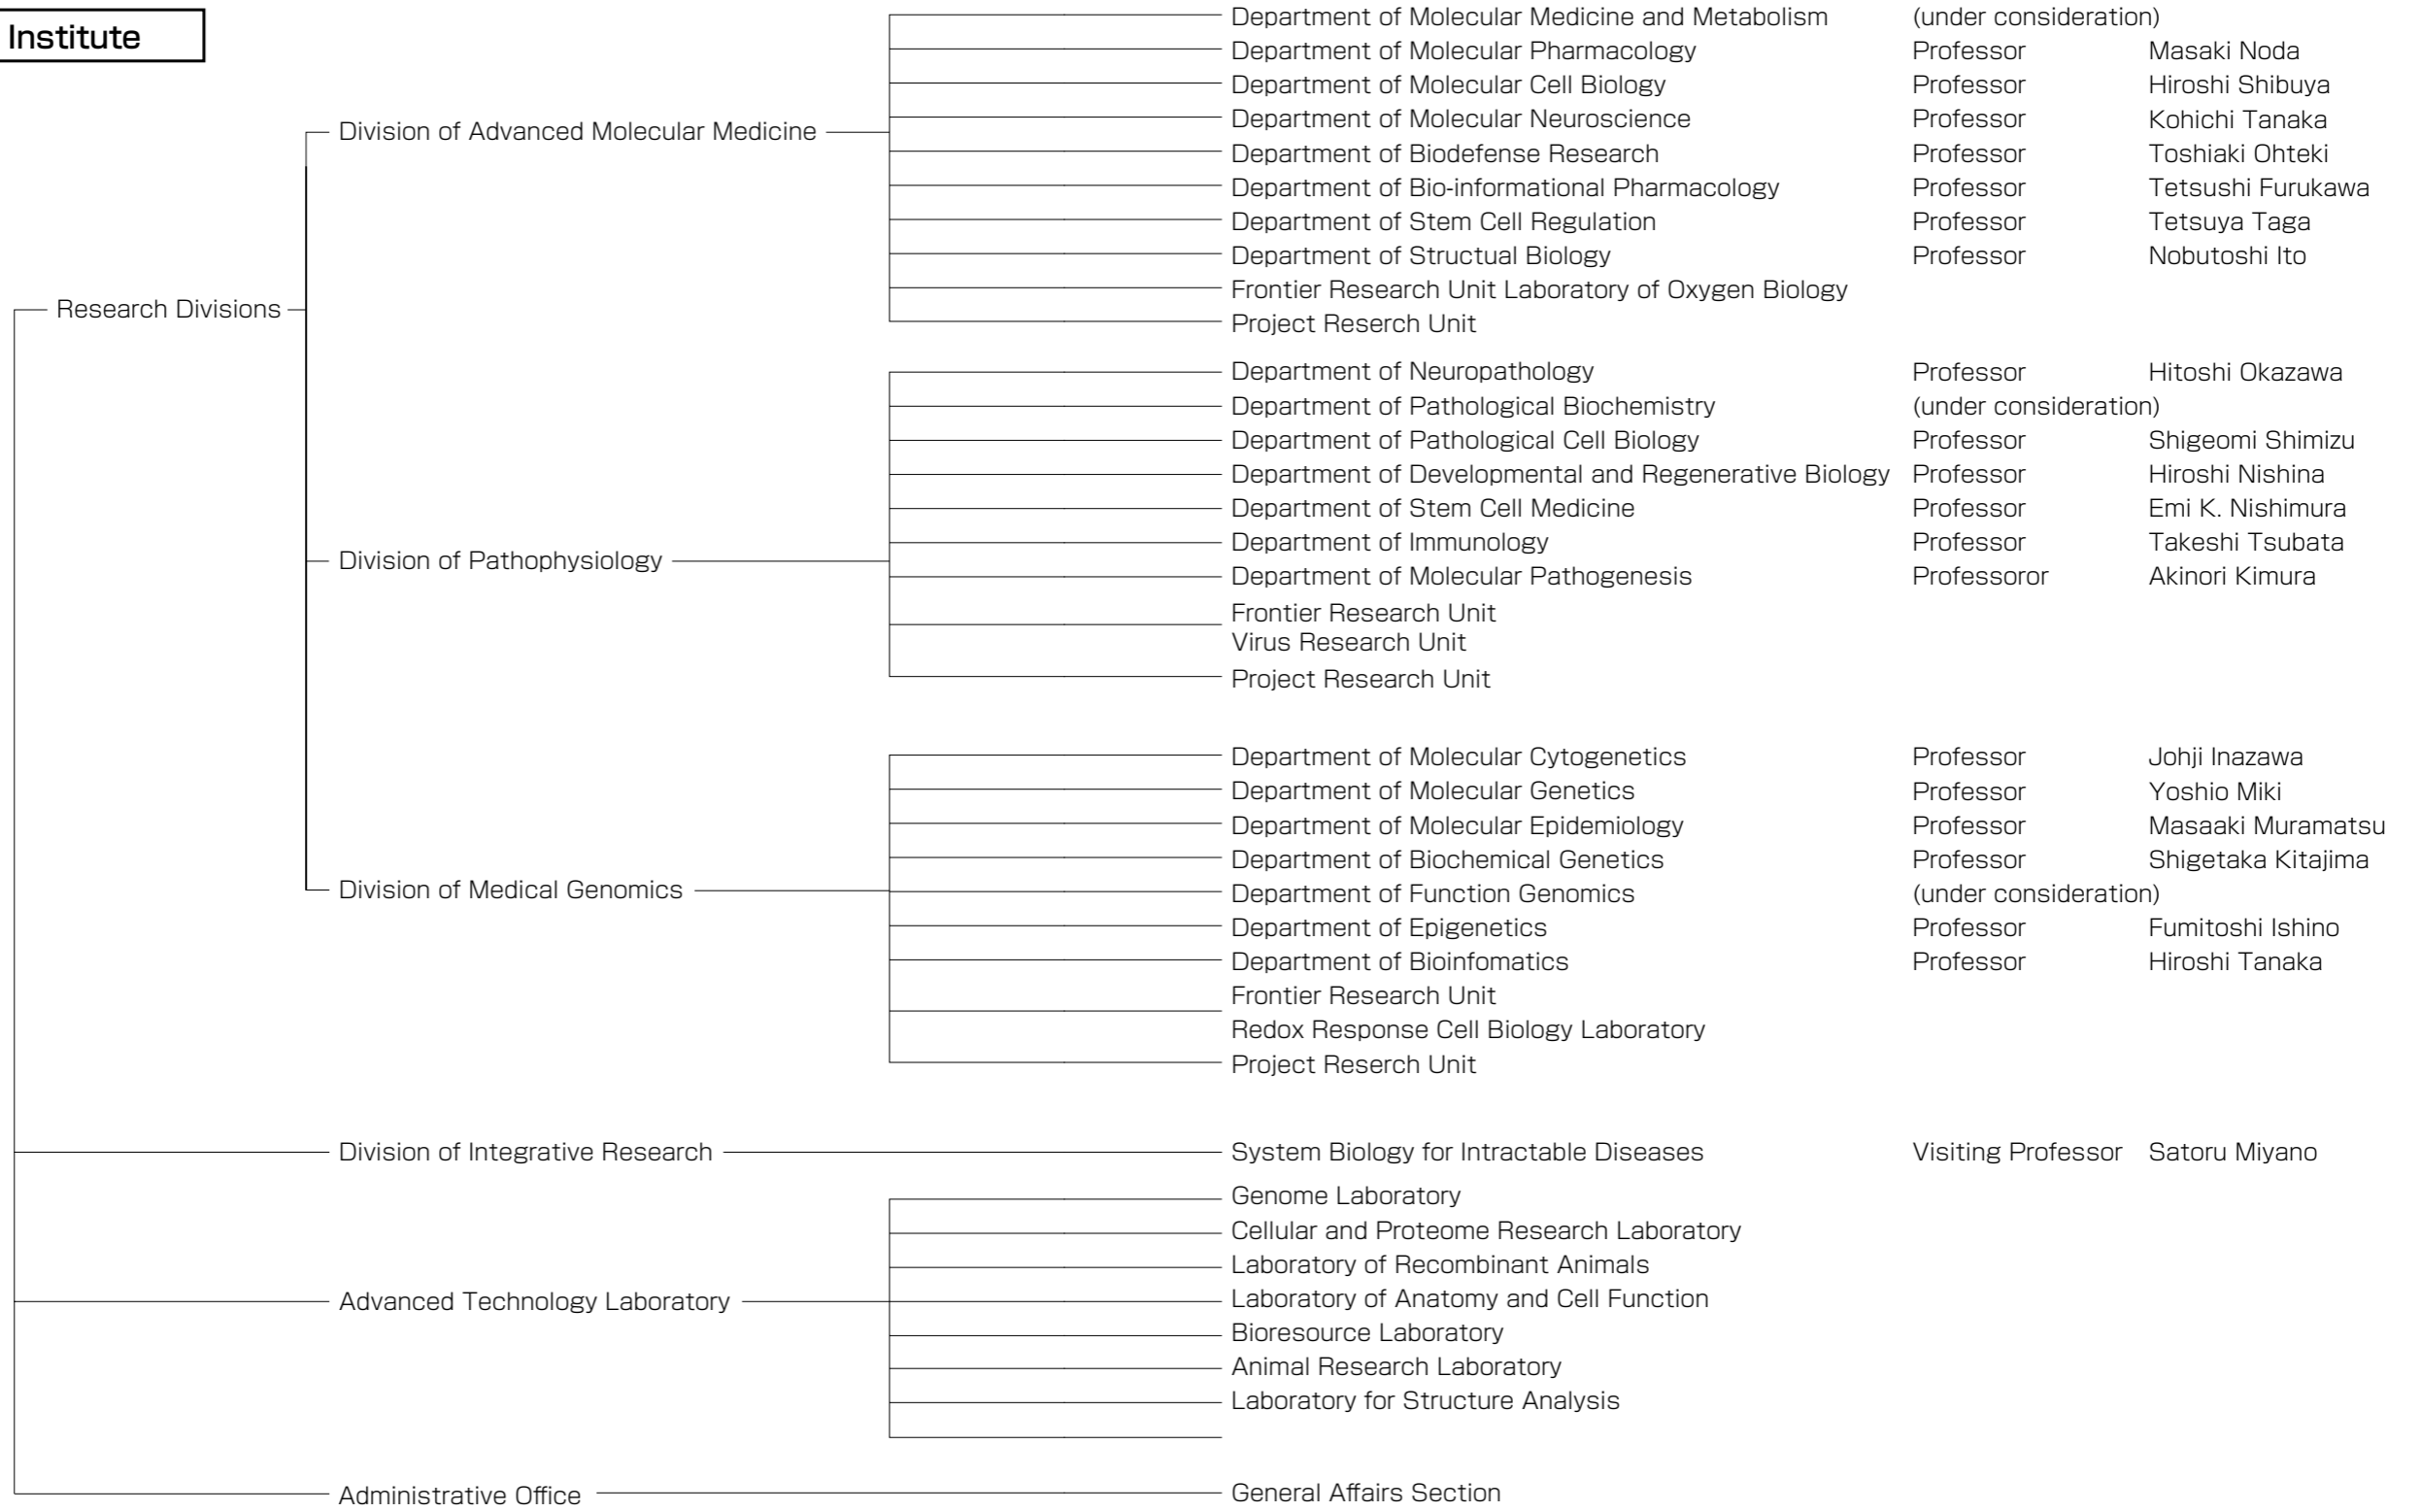 Institute
Research Divisions
Division of Advanced Molecular Medicine
Department of Molecular Medicine and Metabolism (under consideration)
Department of Molecular Pharmacology Professor Masaki Noda
Department of Molecular Cell Biology Professor Hiroshi Shibuya
Department of Molecular Neuroscience Professor Kohichi Tanaka
Department of Biodefense Research Professor Toshiaki Ohteki
Department of Bio-informational Pharmacology Professor Tetsushi Furukawa
Department of Stem Cell Regulation Professor Tetsuya Taga
Department of Structual Biology Professor Nobutoshi Ito
Frontier Research Unit Laboratory of Oxygen Biology
Project Reserch Unit
Division of Pathophysiology
Department of Neuropathology Professor Hitoshi Okazawa
Department of Pathological Biochemistry (under consideration)
Department of Pathological Cell Biology Professor Shigeomi Shimizu
Department of Developmental and Regenerative Biology Professor Hiroshi Nishina
Department of Stem Cell Medicine Professor Emi K. Nishimura
Department of Immunology Professor Takeshi Tsubata
Department of Molecular Pathogenesis Professoror Akinori Kimura
Frontier Research Unit
Virus Research Unit
Project Research Unit
Division of Medical Genomics
Department of Molecular Cytogenetics Professor Johji Inazawa
Department of Molecular Genetics Professor Yoshio Miki
Department of Molecular Epidemiology Professor Masaaki Muramatsu
Department of Biochemical Genetics Professor Shigetaka Kitajima
Department of Function Genomics (under consideration)
Department of Epigenetics Professor Fumitoshi Ishino
Department of Bioinfomatics Professor Hiroshi Tanaka
Frontier Research Unit
Redox Response Cell Biology Laboratory
Project Reserch Unit
Division of Integrative Research
System Biology for Intractable Diseases Visiting Professor Satoru Miyano
Advanced Technology Laboratory
Genome Laboratory
Cellular and Proteome Research Laboratory
Laboratory of Recombinant Animals
Laboratory of Anatomy and Cell Function
Bioresource Laboratory
Animal Research Laboratory
Laboratory for Structure Analysis
Administrative Office
General Affairs Section